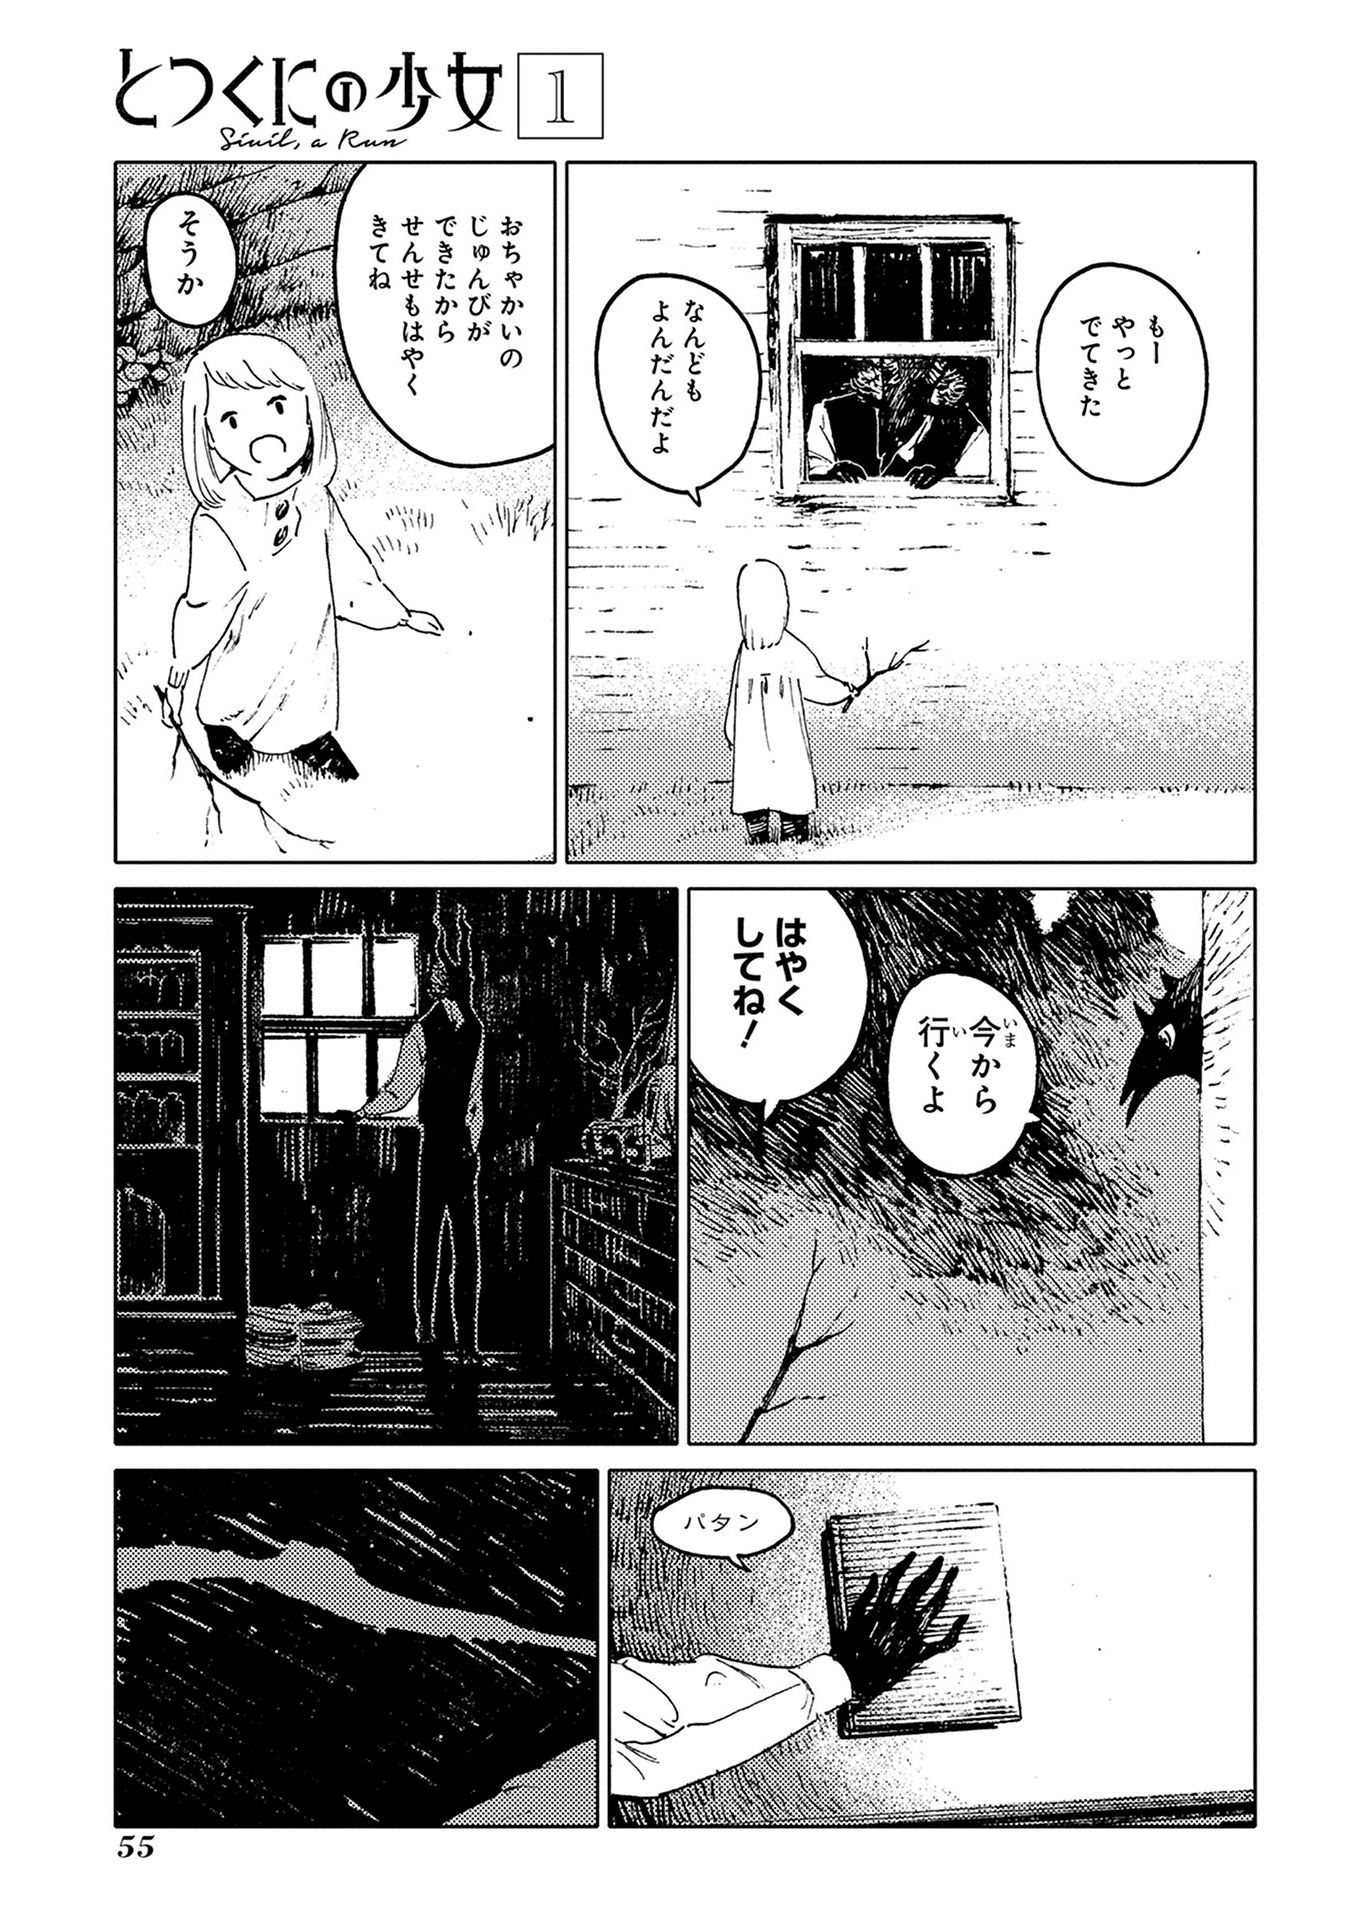 とつくにの少女 1
Siúil, a Rún
もー
やっと
でてきた
なんども
よんだんだよ
おちゃかいの
じゅんびが
できたから
せんせもはやく
きてね
そうか
今から
いま
行くよ
い
はやく
してね！
パタン
55